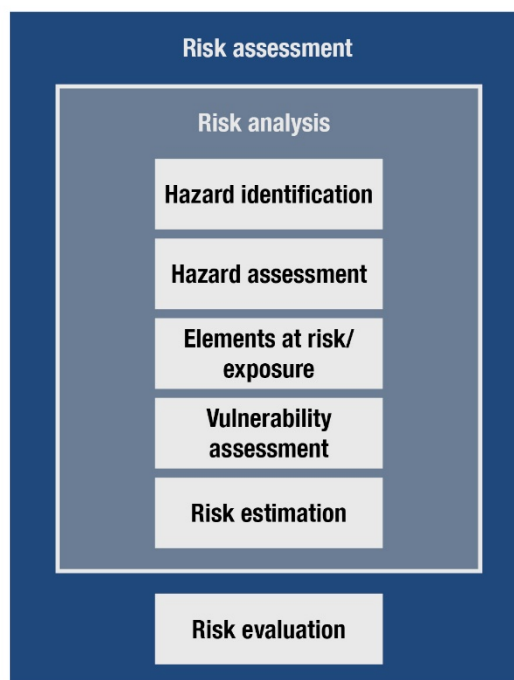 Risk assessment
Risk analysis
Hazard identification
Hazard assessment
Elements at risk/
exposure
Vulnerability
assessment
Risk estimation
Risk evaluation